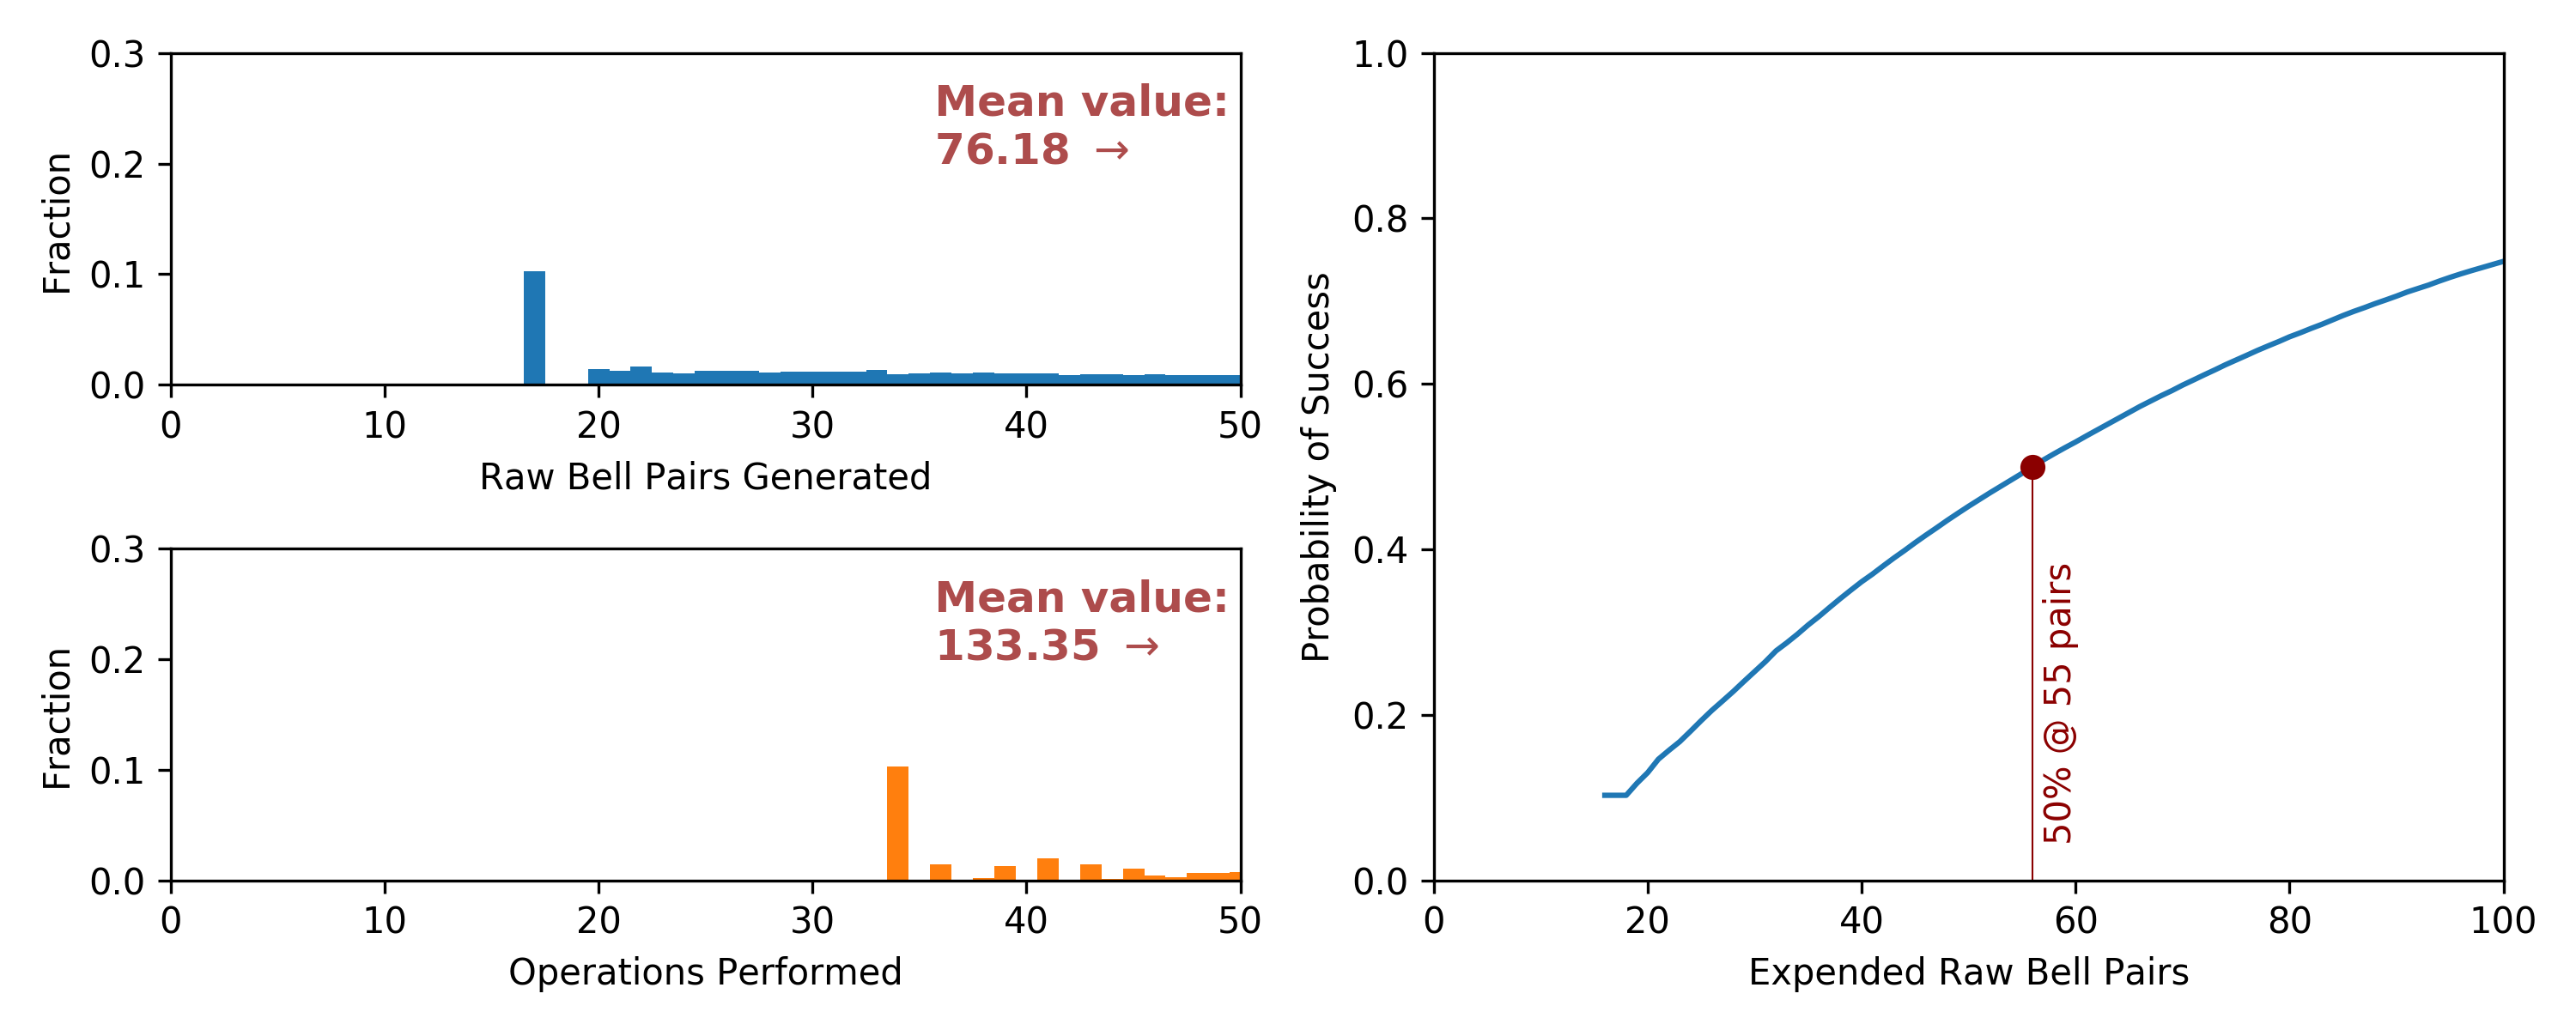 0.3
0.2
0.1
0.0
Fraction
Mean value:
76.18 →
0 10 20 30 40 50
Raw Bell Pairs Generated
0.3
0.2
0.1
0.0
Fraction
Mean value:
133.35 →
0 10 20 30 40 50
Operations Performed
1.0
0.8
0.6
0.4
0.2
0.0
Probability of Success
50% @ 55 pairs
0 20 40 60 80 100
Expended Raw Bell Pairs